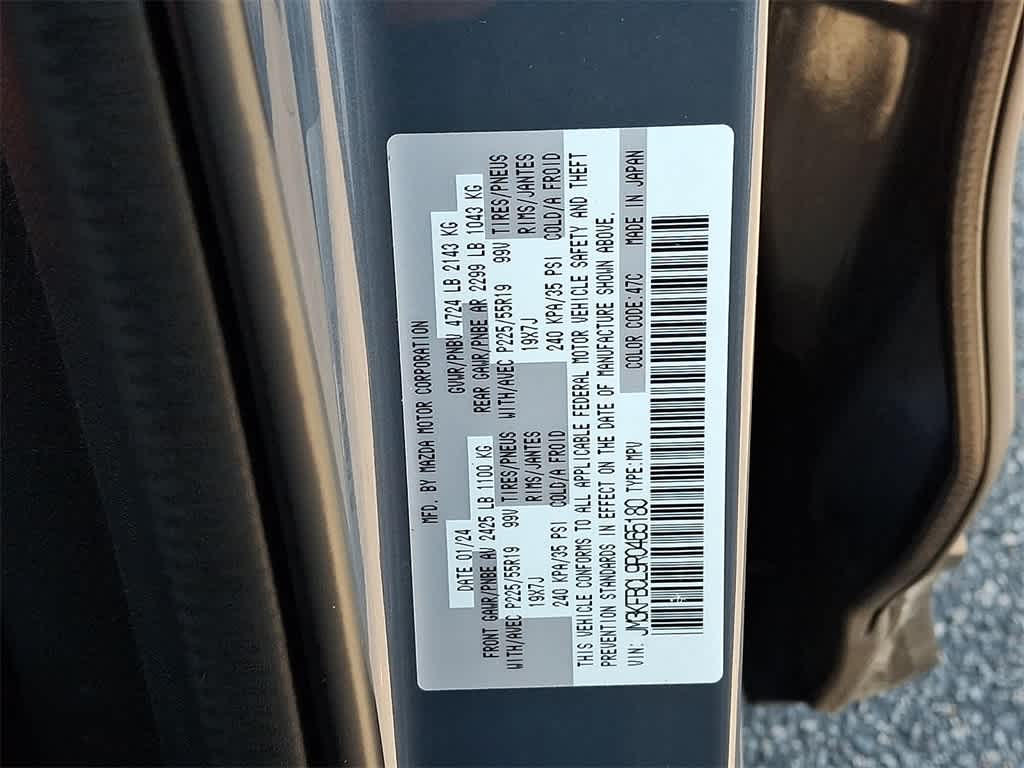 MFD. BY MAZDA MOTOR CORPORATION
DATE 01/24 GVWR/PNBV 4724 LB 2143 KG
FRONT GAWR/PNBE AV 2425 LB 1100 KG REAR GAWR/PNBE AR 2299 LB 1043 KG
WITH/AVEC P225/55R19 99V TIRES/PNEUS WITH/AVEC P225/55R19 99V TIRES/PNEUS
19X7J RIMS/JANTES 19X7J RIMS/JANTES
240 KPA/35 PSI COLD/A FROID 240 KPA/35 PSI COLD/A FROID
THIS VEHICLE CONFORMS TO ALL APPLICABLE FEDERAL MOTOR VEHICLE SAFETY AND THEFT
PREVENTION STANDARDS IN EFFECT ON THE DATE OF MANUFACTURE SHOWN ABOVE.
VIN: JM3KFBCL9R0465180 TYPE:MPV COLOR CODE:47C MADE IN JAPAN